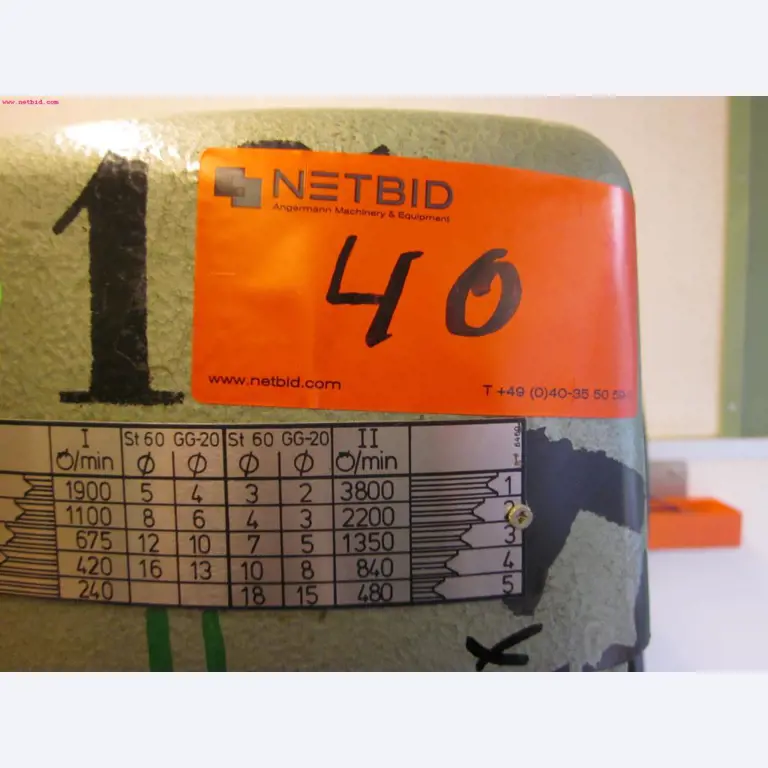 www.netbid.com
1
NETBID
Angermann Machinery & Equipment
40
www.netbid.com
T +49 (0)40-35 50 59-
I St 60 GG-20 St 60 GG-20 II
/min ϕ ϕ ϕ ϕ /min
1900 5 4 3 2 3800 1
1100 8 6 4 3 2200 2
675 12 10 7 5 1350 3
420 16 13 10 8 840 4
240 18 15 480 5